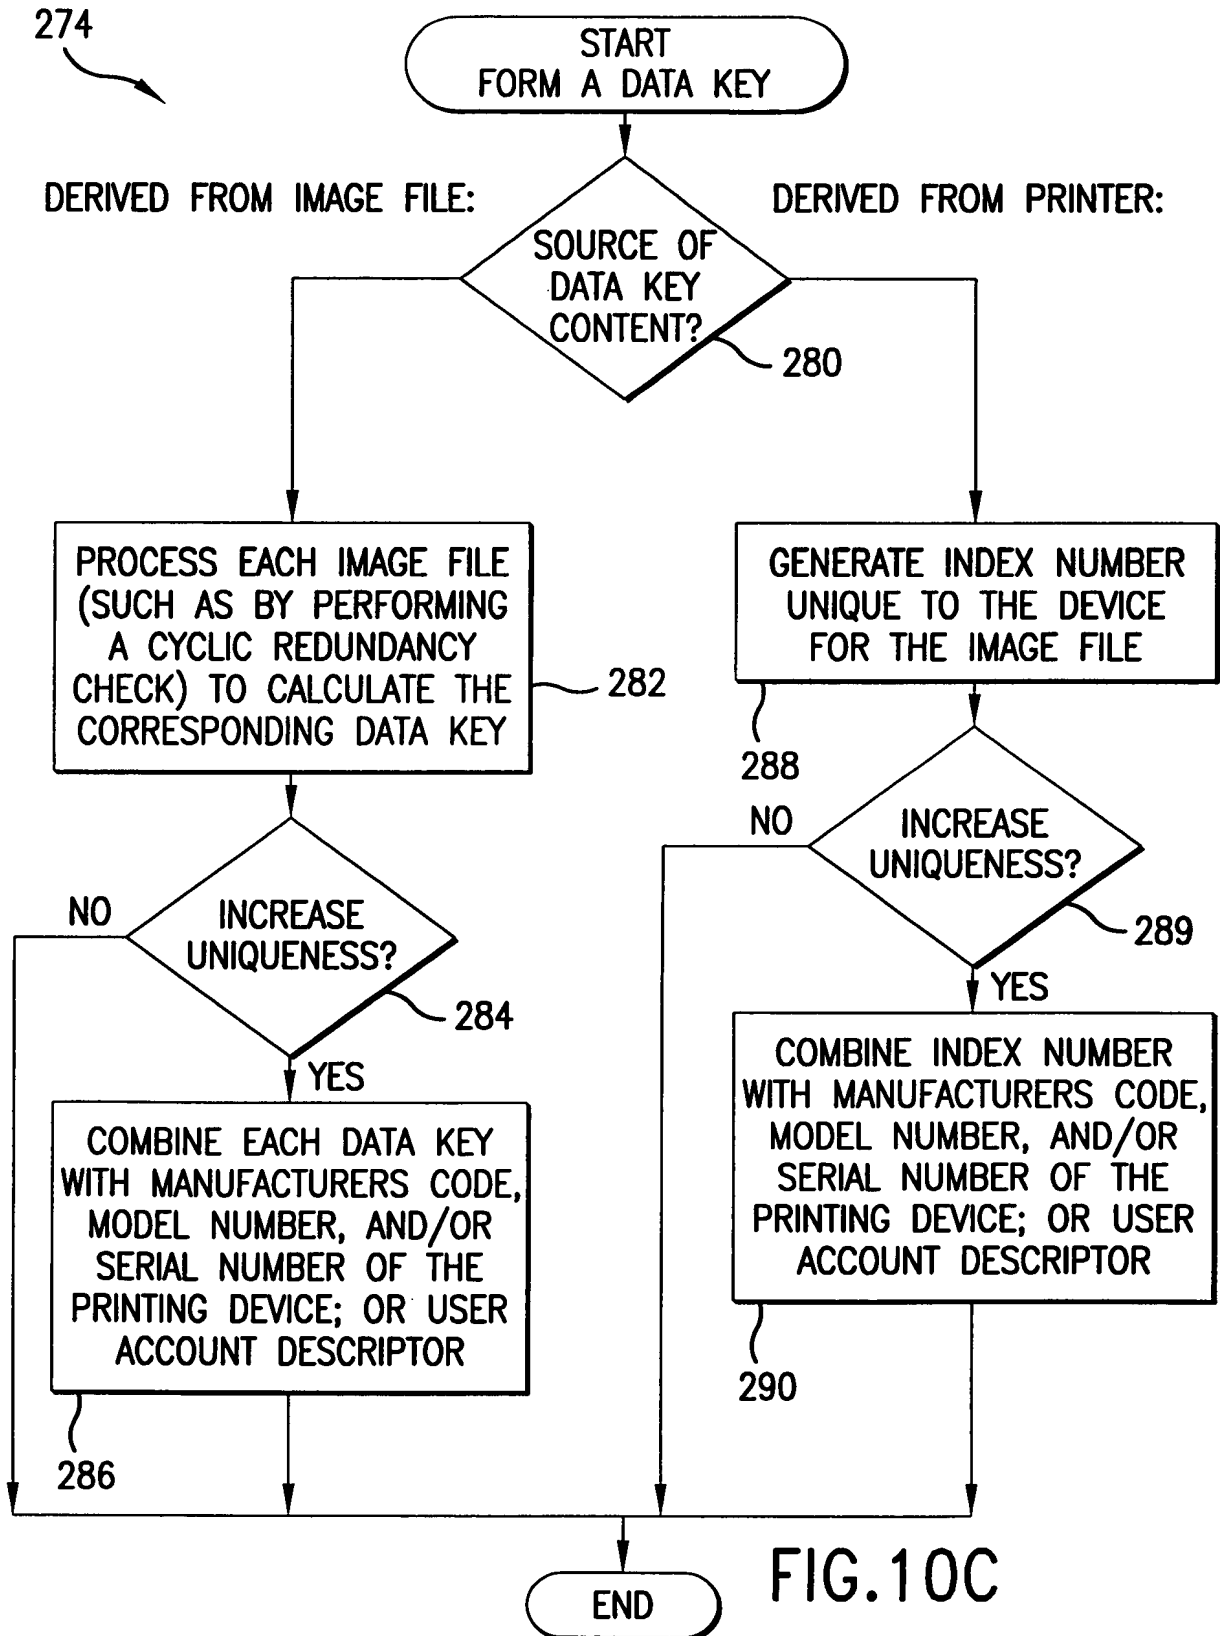 274
START
FORM A DATA KEY
DERIVED FROM IMAGE FILE:
DERIVED FROM PRINTER:
SOURCE OF
DATA KEY
CONTENT?
280
PROCESS EACH IMAGE FILE
(SUCH AS BY PERFORMING
A CYCLIC REDUNDANCY
CHECK) TO CALCULATE THE
CORRESPONDING DATA KEY
282
GENERATE INDEX NUMBER
UNIQUE TO THE DEVICE
FOR THE IMAGE FILE
288
NO
INCREASE
UNIQUENESS?
284
YES
NO
INCREASE
UNIQUENESS?
289
YES
COMBINE EACH DATA KEY
WITH MANUFACTURERS CODE,
MODEL NUMBER, AND/OR
SERIAL NUMBER OF THE
PRINTING DEVICE; OR USER
ACCOUNT DESCRIPTOR
286
COMBINE INDEX NUMBER
WITH MANUFACTURERS CODE,
MODEL NUMBER, AND/OR
SERIAL NUMBER OF THE
PRINTING DEVICE; OR USER
ACCOUNT DESCRIPTOR
290
END
FIG.10C